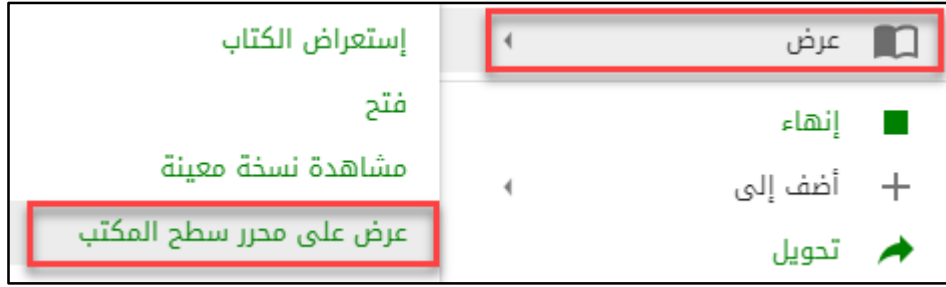 عرض
إنهاء
أضف إلى
تحويل
إستعراض الكتاب
فتح
مشاهدة نسخة معينة
عرض على محرر سطح المكتب